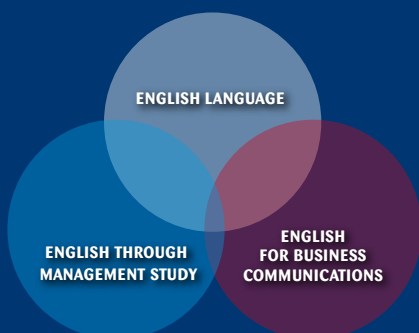 ENGLISH LANGUAGE
ENGLISH THROUGH
MANAGEMENT STUDY
ENGLISH
FOR BUSINESS
COMMUNICATIONS